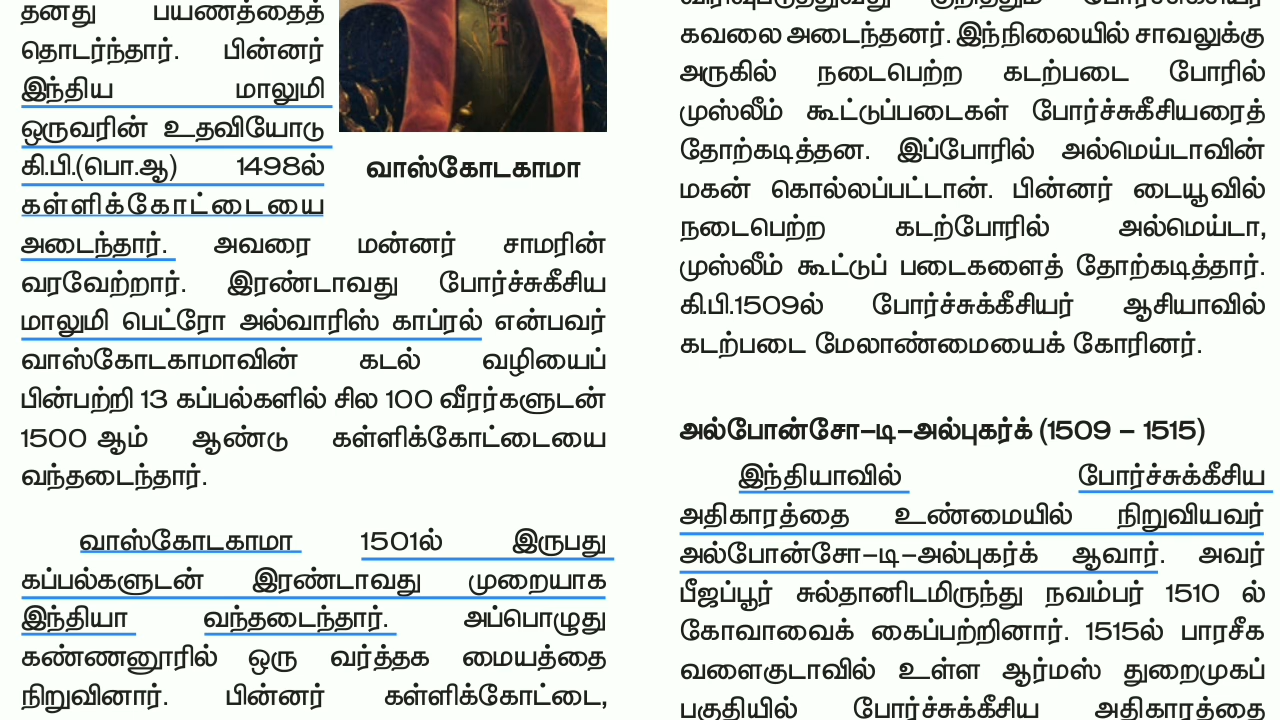 தனது பயணத்தைத்
தொடர்ந்தார். பின்னர்
இந்திய மாலுமி
ஒருவரின் உதவியோடு
கி.பி.(பொ.ஆ) 1498ல்
கள்ளிக்கோட்டையை
வாஸ்கோடகாமா
அடைந்தார். அவரை மன்னர் சாமரின்
வரவேற்றார். இரண்டாவது போர்ச்சுகீசிய
மாலுமி பெட்ரோ அல்வாரிஸ் காப்ரல் என்பவர்
வாஸ்கோடகாமாவின் கடல் வழியைப்
பின்பற்றி 13 கப்பல்களில் சில 100 வீரர்களுடன்
1500 ஆம் ஆண்டு கள்ளிக்கோட்டையை
வந்தடைந்தார்.
வாஸ்கோடகாமா 1501ல் இருபது
கப்பல்களுடன் இரண்டாவது முறையாக
இந்தியா வந்தடைந்தார். அப்பொழுது
கண்ணனூரில் ஒரு வர்த்தக மையத்தை
நிறுவினார். பின்னர் கள்ளிக்கோட்டை,
கவலை அடைந்தனர். இந்நிலையில் சாவலுக்கு
அருகில் நடைபெற்ற கடற்படை போரில்
முஸ்லீம் கூட்டுப்படைகள் போர்ச்சுகீசியரைத்
தோற்கடித்தன. இப்போரில் அல்மெய்டாவின்
மகன் கொல்லப்பட்டான். பின்னர் டையூவில்
நடைபெற்ற கடற்போரில் அல்மெய்டா,
முஸ்லீம் கூட்டுப் படைகளைத் தோற்கடித்தார்.
கி.பி.1509ல் போர்ச்சுக்கீசியர் ஆசியாவில்
கடற்படை மேலாண்மையைக் கோரினர்.
அல்போன்சோ–டி–அல்புகர்க் (1509 – 1515)
இந்தியாவில் போர்ச்சுக்கீசிய
அதிகாரத்தை உண்மையில் நிறுவியவர்
அல்போன்சோ–டி–அல்புகர்க் ஆவார். அவர்
பீஜப்பூர் சுல்தானிடமிருந்து நவம்பர் 1510 ல்
கோவாவைக் கைப்பற்றினார். 1515ல் பாரசீக
வளைகுடாவில் உள்ள ஆர்மஸ் துறைமுகப்
பகுதியில் போர்ச்சுக்கீசிய அதிகாரத்தை